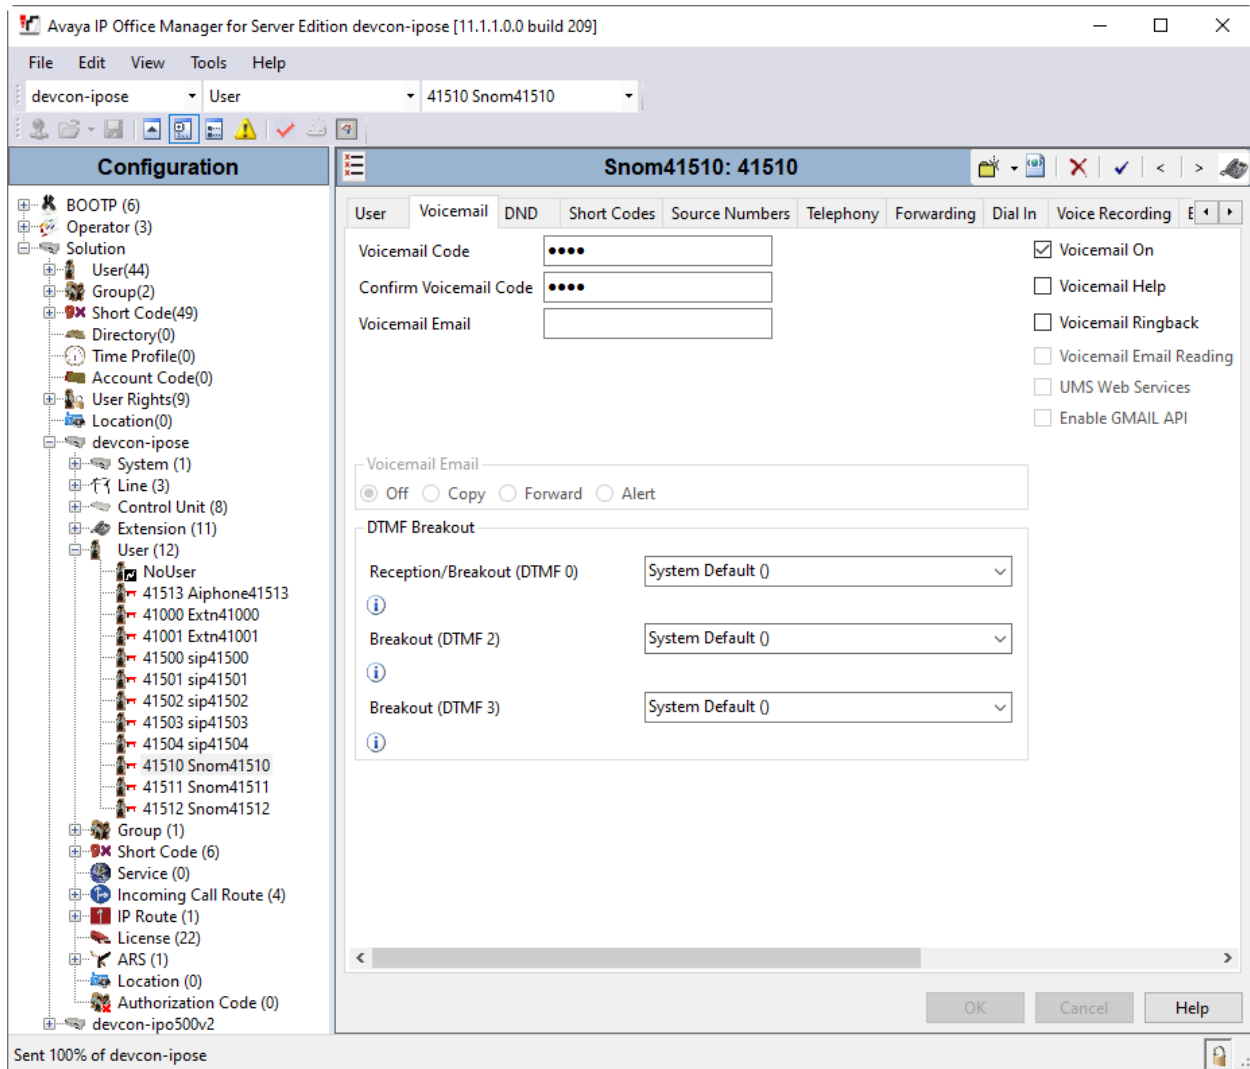 Avaya IP Office Manager for Server Edition devcon-ipose [11.1.1.0.0 build 209]
File Edit View Tools Help
devcon-ipose User 41510 Snom41510
Configuration
BOOTP (6)
Operator (3)
Solution
User(44)
Group(2)
Short Code(49)
Directory(0)
Time Profile(0)
Account Code(0)
User Rights(9)
Location(0)
devcon-ipose
System (1)
Line (3)
Control Unit (8)
Extension (11)
User (12)
NoUser
41513 Aiphone41513
41000 Extn41000
41001 Extn41001
41500 sip41500
41501 sip41501
41502 sip41502
41503 sip41503
41504 sip41504
41510 Snom41510
41511 Snom41511
41512 Snom41512
Group (1)
Short Code (6)
Service (0)
Incoming Call Route (4)
IP Route (1)
License (22)
ARS (1)
Location (0)
Authorization Code (0)
devcon-ipo500v2
Snom41510: 41510
User Voicemail DND Short Codes Source Numbers Telephony Forwarding Dial In Voice Recording
Voicemail Code ●●●●
Confirm Voicemail Code ●●●●
Voicemail Email
Voicemail On
Voicemail Help
Voicemail Ringback
Voicemail Email Reading
UMS Web Services
Enable GMAIL API
Voicemail Email
Off Copy Forward Alert
DTMF Breakout
Reception/Breakout (DTMF 0) System Default ()
Breakout (DTMF 2) System Default ()
Breakout (DTMF 3) System Default ()
OK Cancel Help
Sent 100% of devcon-ipose